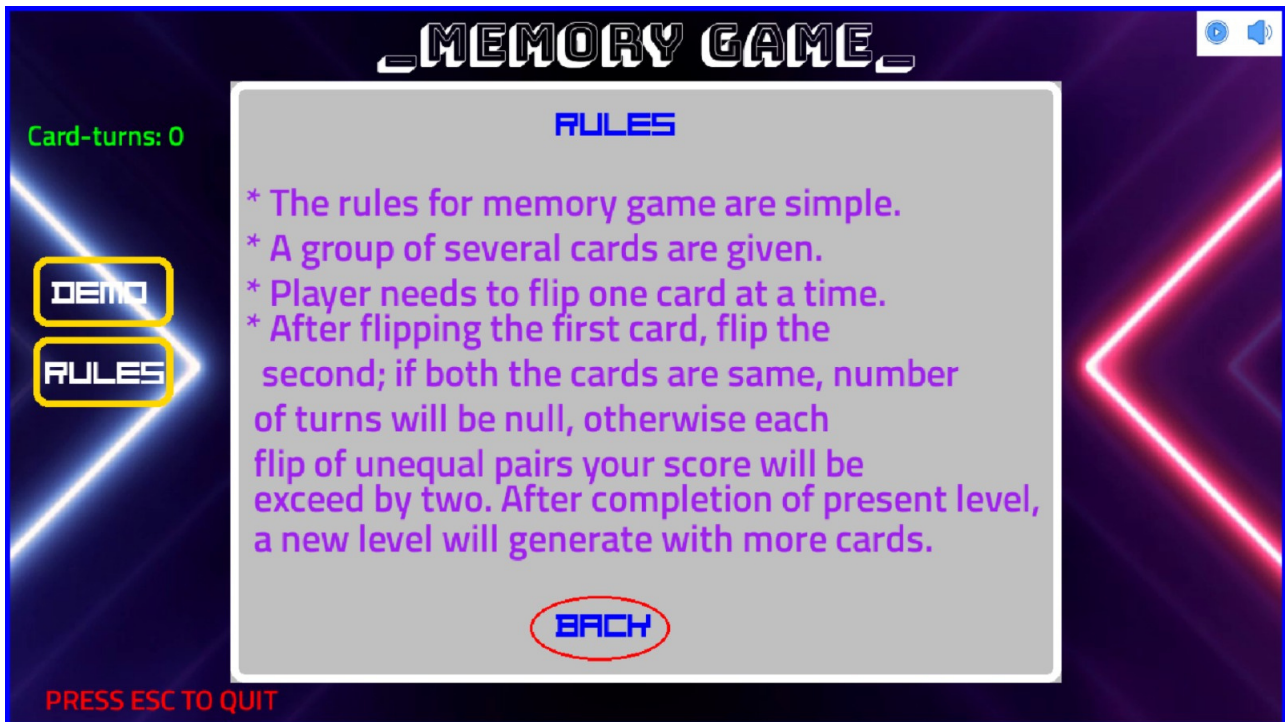 _MEMORY GAME_
Card-turns: 0
DEMO
RULES
RULES
* The rules for memory game are simple.
* A group of several cards are given.
* Player needs to flip one card at a time.
* After flipping the first card, flip the
second; if both the cards are same, number
of turns will be null, otherwise each
flip of unequal pairs your score will be
exceed by two. After completion of present level,
a new level will generate with more cards.
BACK
PRESS ESC TO QUIT